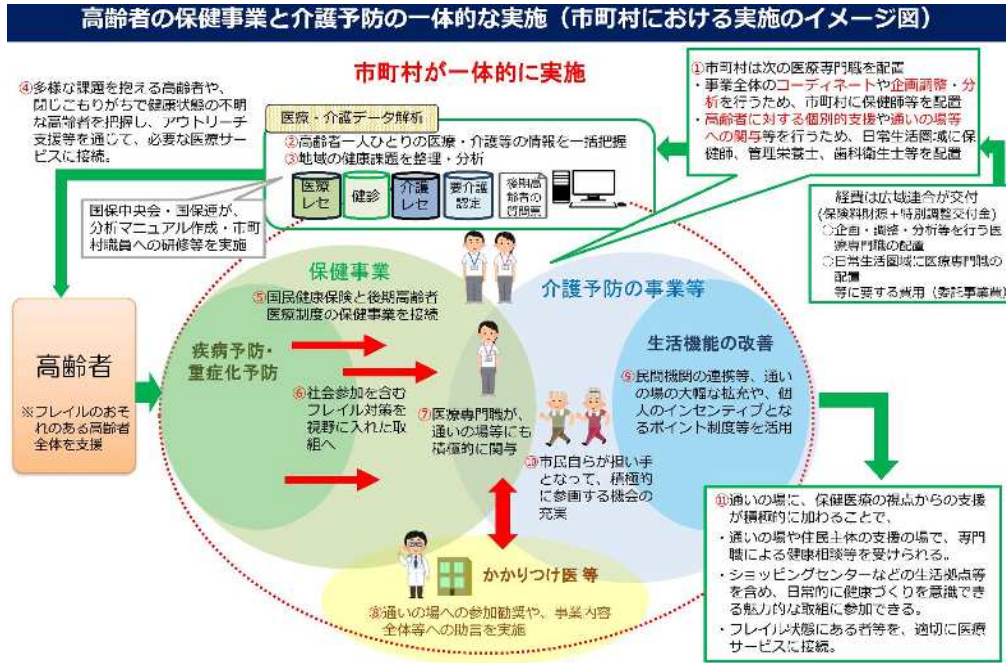 高齢者の保健事業と介護予防の一体的な実施（市町村における実施のイメージ図）
市町村が一体的に実施
④多様な課題を抱える高齢者や、
閉じこもりがちで健康状態の不明
な高齢者を把握し、アウトリーチ
支援等を通じて、必要な医療サー
ビスに接続。
医療・介護データ解析
②高齢者一人ひとりの医療・介護等の情報を一括把握
③地域の健康課題を整理・分析
医療
レセ
健診
介護
レセ
要介護
認定
後期高
齢者の
質問票
①市町村は次の医療専門職を配置
・事業全体のコーディネートや企画調整・分
析を行うため、市町村に保健師等を配置
・高齢者に対する個別的支援や通いの場等
への関与等を行うため、日常生活圏域に保
健師、管理栄養士、歯科衛生士等を配置
経費は広域連合が交付
(保険料財源＋特別調整交付金)
○企画・調整・分析等を行う医
療専門職の配置
○日常生活圏域に医療専門職の
配置
等に要する費用（委託事業費）
国保中央会・国保連が、
分析マニュアル作成・市町
村職員への研修等を実施
高齢者
※フレイルのおそ
れのある高齢者
全体を支援
保健事業
⑤国民健康保険と後期高齢者
医療制度の保健事業を接続
疾病予防・
重症化予防
⑥社会参加を含む
フレイル対策を
視野に入れた取
組へ
⑦医療専門職が、
通いの場等にも
積極的に関与
介護予防の事業等
生活機能の改善
⑨民間機関の連携等、通い
の場の大幅な拡充や、個
人のインセンティブとな
るポイント制度等を活用
⑩市民自らが担い手
となって、積極的
に参画する機会の
充実
かかりつけ医 等
⑧通いの場への参加勧奨や、事業内容
全体等への助言を実施
⑪通いの場に、保健医療の視点からの支援
が積極的に加わることで、
・通いの場や住民主体の支援の場で、専門
職による健康相談等を受けられる。
・ショッピングセンターなどの生活拠点等
を含め、日常的に健康づくりを意識でき
る魅力的な取組に参加できる。
・フレイル状態にある者等を、適切に医療
サービスに接続。